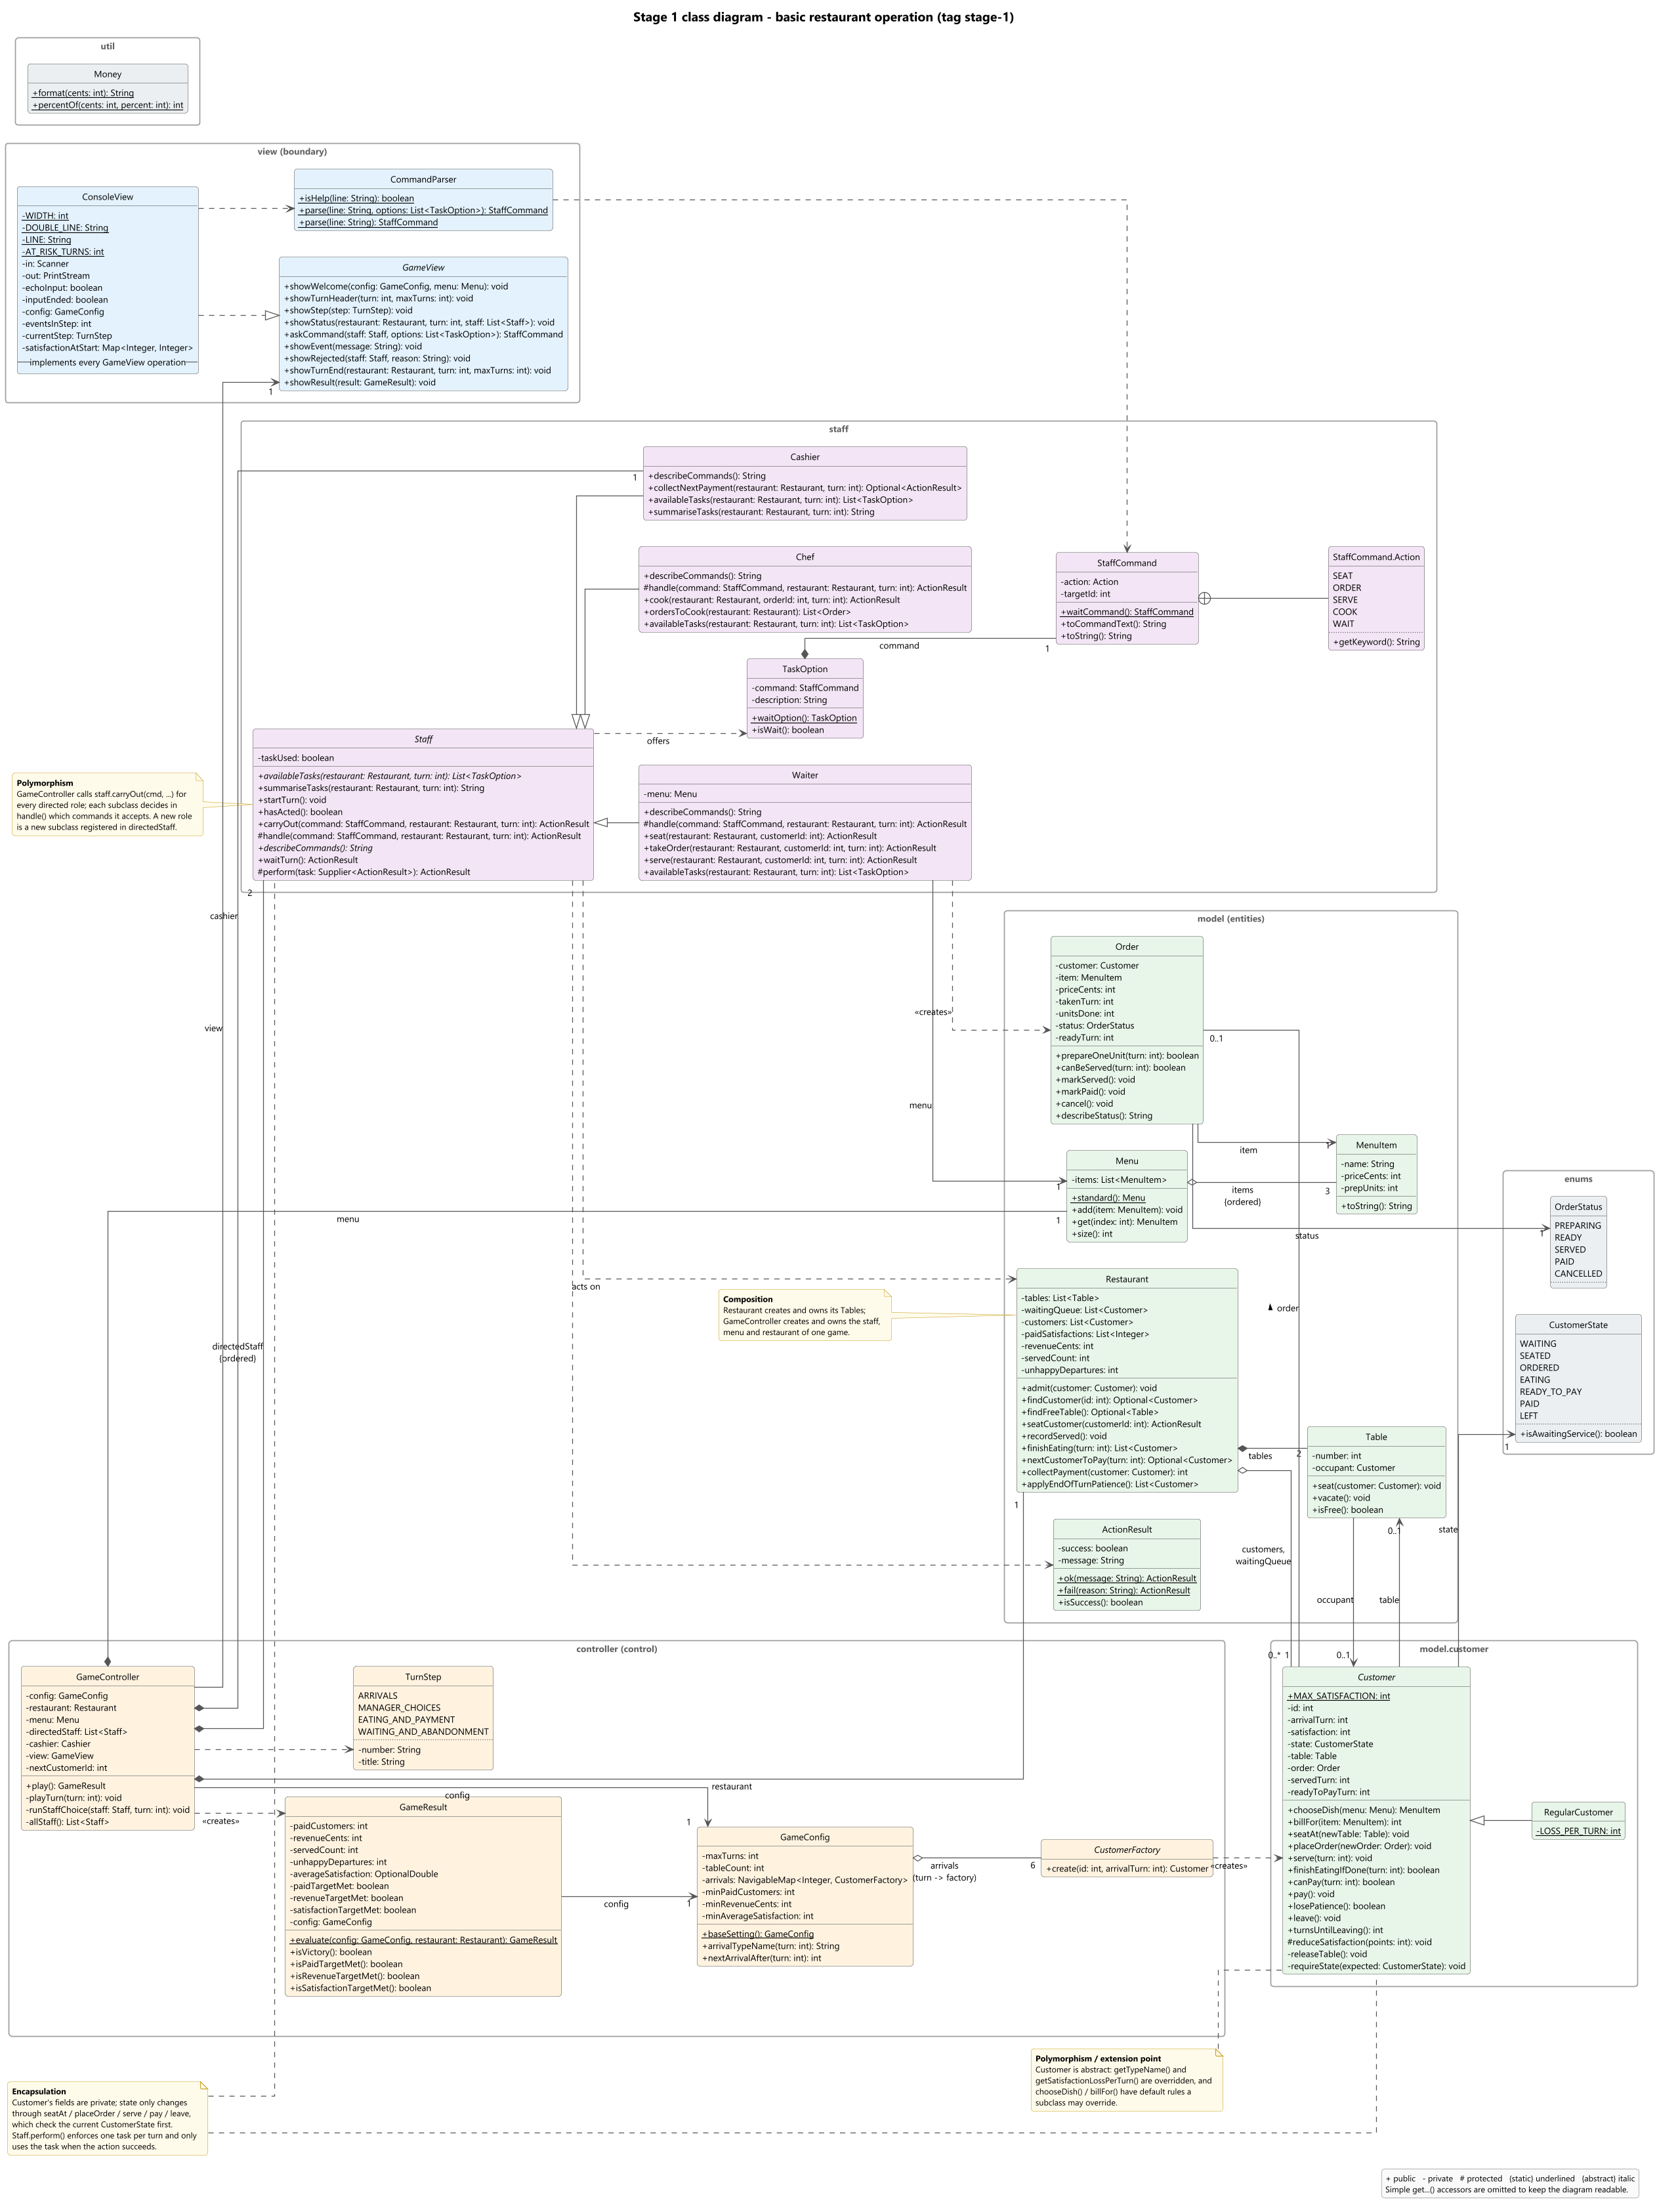 Stage 1 class diagram - basic restaurant operation (tag stage-1)
util
Money
+format(cents: int): String
+percentOf(cents: int, percent: int): int
view (boundary)
ConsoleView
-WIDTH: int
-DOUBLE_LINE: String
-LINE: String
-AT_RISK_TURNS: int
-in: Scanner
-out: PrintStream
-echoInput: boolean
-inputEnded: boolean
-config: GameConfig
-eventsInStep: int
-currentStep: TurnStep
-satisfactionAtStart: Map<Integer, Integer>
implements every GameView operation
CommandParser
+isHelp(line: String): boolean
+parse(line: String, options: List<TaskOption>): StaffCommand
+parse(line: String): StaffCommand
GameView
+showWelcome(config: GameConfig, menu: Menu): void
+showTurnHeader(turn: int, maxTurns: int): void
+showStep(step: TurnStep): void
+showStatus(restaurant: Restaurant, turn: int, staff: List<Staff>): void
+askCommand(staff: Staff, options: List<TaskOption>): StaffCommand
+showEvent(message: String): void
+showRejected(staff: Staff, reason: String): void
+showTurnEnd(restaurant: Restaurant, turn: int, maxTurns: int): void
+showResult(result: GameResult): void
1
staff
Cashier
+describeCommands(): String
+collectNextPayment(restaurant: Restaurant, turn: int): Optional<ActionResult>
+availableTasks(restaurant: Restaurant, turn: int): List<TaskOption>
+summariseTasks(restaurant: Restaurant, turn: int): String
1
Chef
+describeCommands(): String
#handle(command: StaffCommand, restaurant: Restaurant, turn: int): ActionResult
+cook(restaurant: Restaurant, orderId: int, turn: int): ActionResult
+ordersToCook(restaurant: Restaurant): List<Order>
+availableTasks(restaurant: Restaurant, turn: int): List<TaskOption>
StaffCommand
-action: Action
-targetId: int
+waitCommand(): StaffCommand
+toCommandText(): String
+toString(): String
StaffCommand.Action
SEAT
ORDER
SERVE
COOK
WAIT
+getKeyword(): String
command
1
TaskOption
-command: StaffCommand
-description: String
+waitOption(): TaskOption
+isWait(): boolean
offers
Staff
-taskUsed: boolean
+availableTasks(restaurant: Restaurant, turn: int): List<TaskOption>
+summariseTasks(restaurant: Restaurant, turn: int): String
+startTurn(): void
+hasActed(): boolean
+carryOut(command: StaffCommand, restaurant: Restaurant, turn: int): ActionResult
#handle(command: StaffCommand, restaurant: Restaurant, turn: int): ActionResult
+describeCommands(): String
+waitTurn(): ActionResult
#perform(task: Supplier<ActionResult>): ActionResult
2
Polymorphism
GameController calls staff.carryOut(cmd, ...) for
every directed role; each subclass decides in
handle() which commands it accepts. A new role
is a new subclass registered in directedStaff.
Waiter
-menu: Menu
+describeCommands(): String
#handle(command: StaffCommand, restaurant: Restaurant, turn: int): ActionResult
+seat(restaurant: Restaurant, customerId: int): ActionResult
+takeOrder(restaurant: Restaurant, customerId: int, turn: int): ActionResult
+serve(restaurant: Restaurant, customerId: int, turn: int): ActionResult
+availableTasks(restaurant: Restaurant, turn: int): List<TaskOption>
cashier
view
«creates»
menu
model (entities)
Order
-customer: Customer
-item: MenuItem
-priceCents: int
-takenTurn: int
-unitsDone: int
-status: OrderStatus
-readyTurn: int
+prepareOneUnit(turn: int): boolean
+canBeServed(turn: int): boolean
+markServed(): void
+markPaid(): void
+cancel(): void
+describeStatus(): String
0..1
item
1
MenuItem
-name: String
-priceCents: int
-prepUnits: int
+toString(): String
Menu
-items: List<MenuItem>
+standard(): Menu
+add(item: MenuItem): void
+get(index: int): MenuItem
+size(): int
1
1
items
{ordered}
3
menu
status
1
enums
OrderStatus
PREPARING
READY
SERVED
PAID
CANCELLED
CustomerState
WAITING
SEATED
ORDERED
EATING
READY_TO_PAY
PAID
LEFT
+isAwaitingService(): boolean
1
acts on
Composition
Restaurant creates and owns its Tables;
GameController creates and owns the staff,
menu and restaurant of one game.
Restaurant
-tables: List<Table>
-waitingQueue: List<Customer>
-customers: List<Customer>
-paidSatisfactions: List<Integer>
-revenueCents: int
-servedCount: int
-unhappyDepartures: int
+admit(customer: Customer): void
+findCustomer(id: int): Optional<Customer>
+findFreeTable(): Optional<Table>
+seatCustomer(customerId: int): ActionResult
+recordServed(): void
+finishEating(turn: int): List<Customer>
+nextCustomerToPay(turn: int): Optional<Customer>
+collectPayment(customer: Customer): int
+applyEndOfTurnPatience(): List<Customer>
1
order
directedStaff
{ordered}
tables
2
Table
-number: int
-occupant: Customer
+seat(customer: Customer): void
+vacate(): void
+isFree(): boolean
0..1
state
ActionResult
-success: boolean
-message: String
+ok(message: String): ActionResult
+fail(reason: String): ActionResult
+isSuccess(): boolean
customers,
waitingQueue
occupant
table
0..*
1
0..1
controller (control)
GameController
-config: GameConfig
-restaurant: Restaurant
-menu: Menu
-directedStaff: List<Staff>
-cashier: Cashier
-view: GameView
-nextCustomerId: int
+play(): GameResult
-playTurn(turn: int): void
-runStaffChoice(staff: Staff, turn: int): void
-allStaff(): List<Staff>
TurnStep
ARRIVALS
MANAGER_CHOICES
EATING_AND_PAYMENT
WAITING_AND_ABANDONMENT
-number: String
-title: String
restaurant
config
«creates»
GameResult
-paidCustomers: int
-revenueCents: int
-servedCount: int
-unhappyDepartures: int
-averageSatisfaction: OptionalDouble
-paidTargetMet: boolean
-revenueTargetMet: boolean
-satisfactionTargetMet: boolean
-config: GameConfig
+evaluate(config: GameConfig, restaurant: Restaurant): GameResult
+isVictory(): boolean
+isPaidTargetMet(): boolean
+isRevenueTargetMet(): boolean
+isSatisfactionTargetMet(): boolean
config
1
1
GameConfig
-maxTurns: int
-tableCount: int
-arrivals: NavigableMap<Integer, CustomerFactory>
-minPaidCustomers: int
-minRevenueCents: int
-minAverageSatisfaction: int
+baseSetting(): GameConfig
+arrivalTypeName(turn: int): String
+nextArrivalAfter(turn: int): int
arrivals
(turn -> factory)
6
CustomerFactory
+create(id: int, arrivalTurn: int): Customer
«creates»
model.customer
Customer
+MAX_SATISFACTION: int
-id: int
-arrivalTurn: int
-satisfaction: int
-state: CustomerState
-table: Table
-order: Order
-servedTurn: int
-readyToPayTurn: int
+chooseDish(menu: Menu): MenuItem
+billFor(item: MenuItem): int
+seatAt(newTable: Table): void
+placeOrder(newOrder: Order): void
+serve(turn: int): void
+finishEatingIfDone(turn: int): boolean
+canPay(turn: int): boolean
+pay(): void
+losePatience(): boolean
+leave(): void
+turnsUntilLeaving(): int
#reduceSatisfaction(points: int): void
-releaseTable(): void
-requireState(expected: CustomerState): void
RegularCustomer
-LOSS_PER_TURN: int
Polymorphism / extension point
Customer is abstract: getTypeName() and
getSatisfactionLossPerTurn() are overridden, and
chooseDish() / billFor() have default rules a
subclass may override.
Encapsulation
Customer's fields are private; state only changes
through seatAt / placeOrder / serve / pay / leave,
which check the current CustomerState first.
Staff.perform() enforces one task per turn and only
uses the task when the action succeeds.
+ public - private # protected {static} underlined {abstract} italic
Simple get...() accessors are omitted to keep the diagram readable.